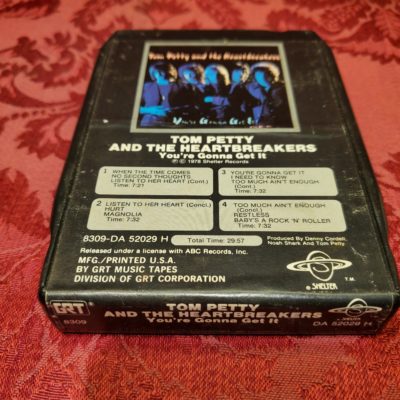 Tom Petty and the Heartbreakers
You're Gonna Get It!
TOM PETTY
AND THE HEARTBREAKERS
You're Gonna Get It
℗ © 1978 Shelter Records
1 WHEN THE TIME COMES
NO SECOND THOUGHTS
LISTEN TO HER HEART (Cont.)
Time: 7:21
3 YOU'RE GONNA GET IT
I NEED TO KNOW
TOO MUCH AIN'T ENOUGH
(Cont.)
Time: 7:32
2 LISTEN TO HER HEART (Concl.)
HURT
MAGNOLIA
Time: 7:32
4 TOO MUCH AIN'T ENOUGH
(Concl.)
RESTLESS
BABY'S A ROCK 'N' ROLLER
Time: 7:32
8309-DA 52029 H
Total Time: 29:57
Produced By Denny Cordell,
Noah Shark And Tom Petty
Released under a license with ABC Records, Inc.
MFG./PRINTED U.S.A.
BY GRT MUSIC TAPES
DIVISION OF GRT CORPORATION
T.M.
SHELTER
GRT
8309
TOM PETTY
AND THE HEARTBREAKERS
You're Gonna Get It
SHELTER
DA 52029 H